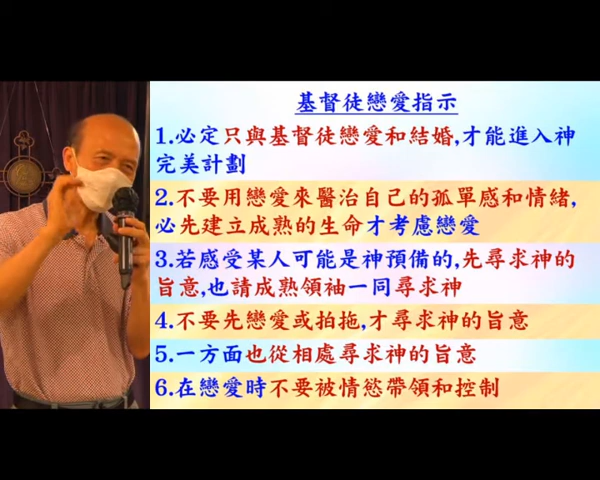 基督徒戀愛指示
1.必定只與基督徒戀愛和結婚,才能進入神
完美計劃
2.不要用戀愛來醫治自己的孤單感和情緒,
必先建立成熟的生命才考慮戀愛
3.若感受某人可能是神預備的,先尋求神的
旨意,也請成熟領袖一同尋求神
4.不要先戀愛或拍拖,才尋求神的旨意
5.一方面也從相處尋求神的旨意
6.在戀愛時不要被情慾帶領和控制